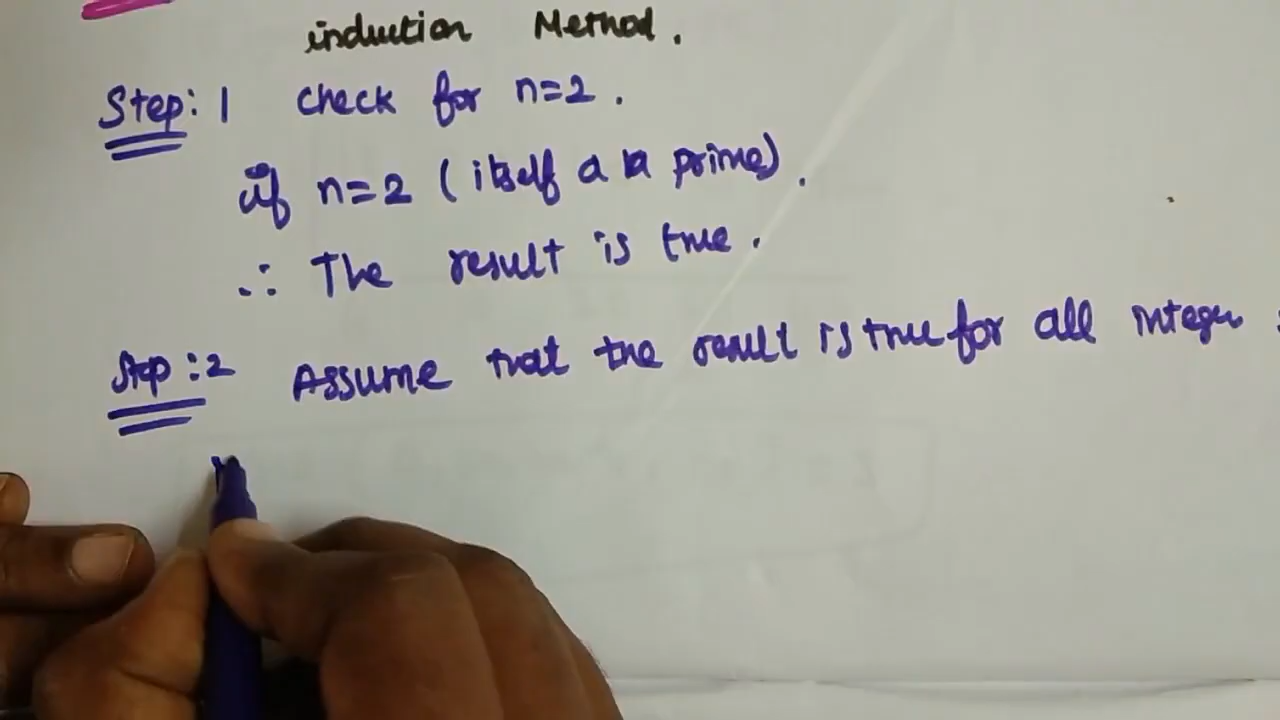 induction Method.
Step: 1 check for n=2.
if n=2 (itself a prime).
∴ The result is true.
Step :2 Assume that the result is true for all integer